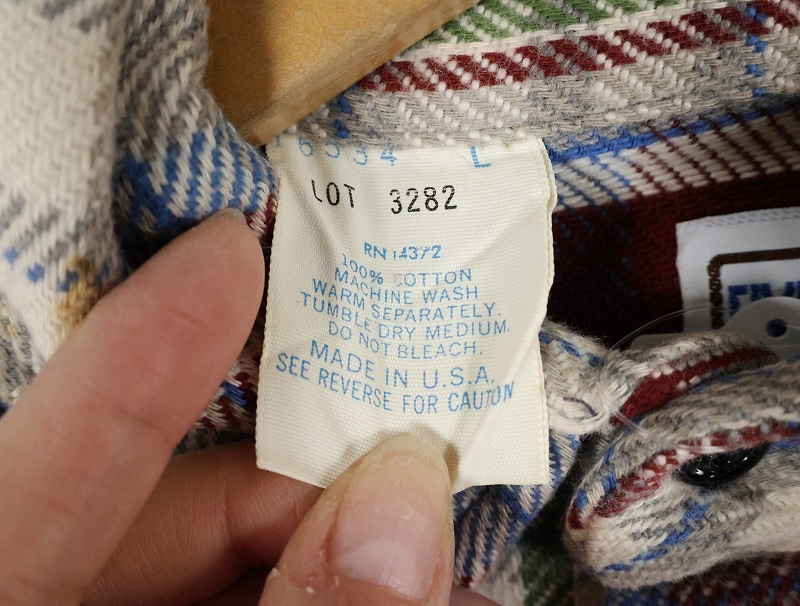 6534 L
LOT 3282
RN 14372
100% COTTON
MACHINE WASH
WARM SEPARATELY.
TUMBLE DRY MEDIUM.
DO NOT BLEACH.
MADE IN U.S.A.
SEE REVERSE FOR CAUTION